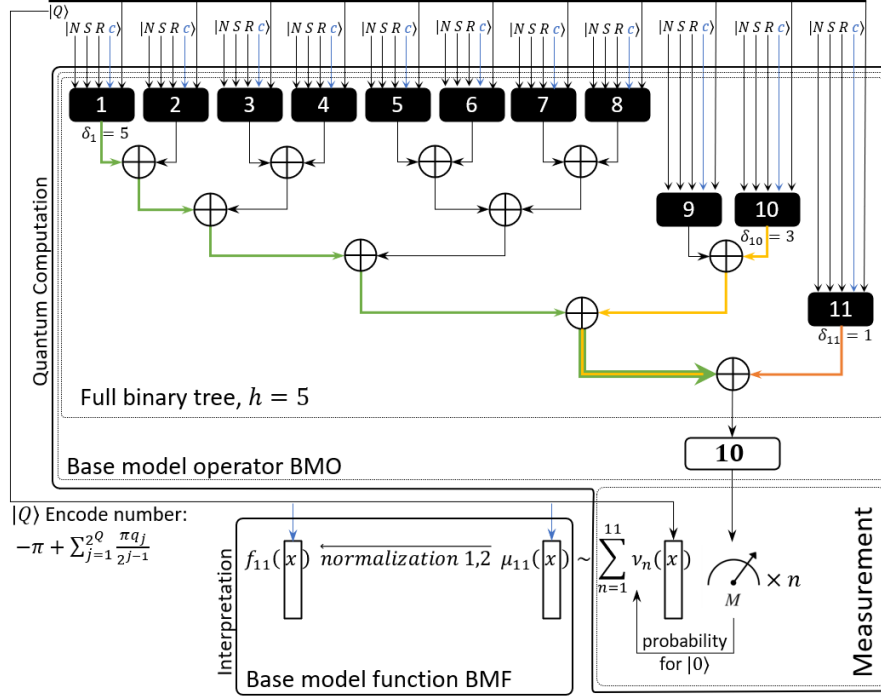 |Q⟩
|N S R c⟩ |N S R c⟩ |N S R c⟩ |N S R c⟩ |N S R c⟩ |N S R c⟩ |N S R c⟩
1 2 3 4 5 6 7 8
δ₁ = 5
9 10
δ₁₀ = 3
11
δ₁₁ = 1
Quantum Computation
Full binary tree, h = 5
10
Base model operator BMO
|Q⟩ Encode number:
−π + ∑_{j=1}^{2^Q} πq_j / 2^{j−1}
Interpretation
f₁₁(x) normalization 1,2 μ₁₁(x) ~ ∑_{n=1}^{11} ν_n(x)
M × n
probability
for |0⟩
Base model function BMF
Measurement